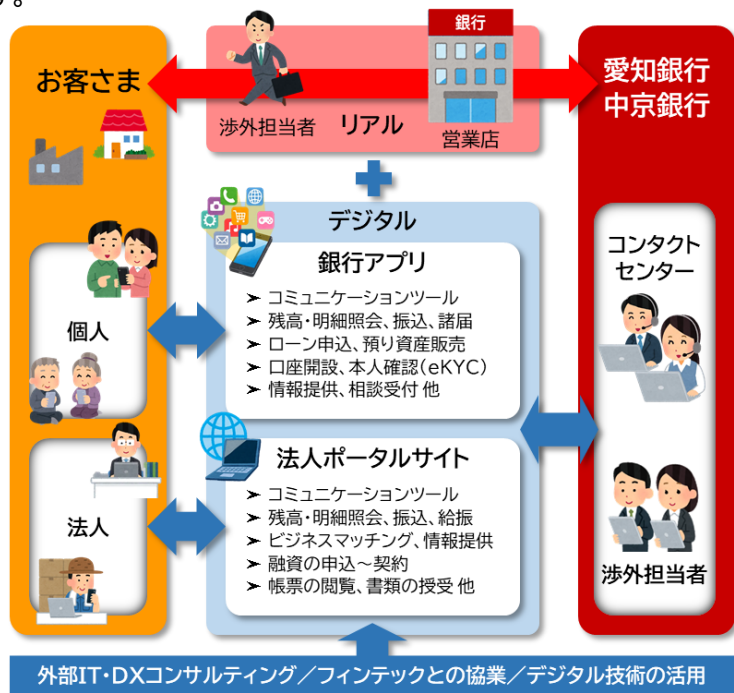 す。
銀行
お客さま
愛知銀行
中京銀行
渉外担当者
リアル
営業店
デジタル
銀行アプリ
➤ コミュニケーションツール
➤ 残高・明細照会、振込、諸届
➤ ローン申込、預り資産販売
➤ 口座開設、本人確認(eKYC)
➤ 情報提供、相談受付 他
個人
コンタクト
センター
法人ポータルサイト
➤ コミュニケーションツール
➤ 残高・明細照会、振込、給振
➤ ビジネスマッチング、情報提供
➤ 融資の申込～契約
➤ 帳票の閲覧、書類の授受 他
法人
渉外担当者
外部IT・DXコンサルティング／フィンテックとの協業／デジタル技術の活用